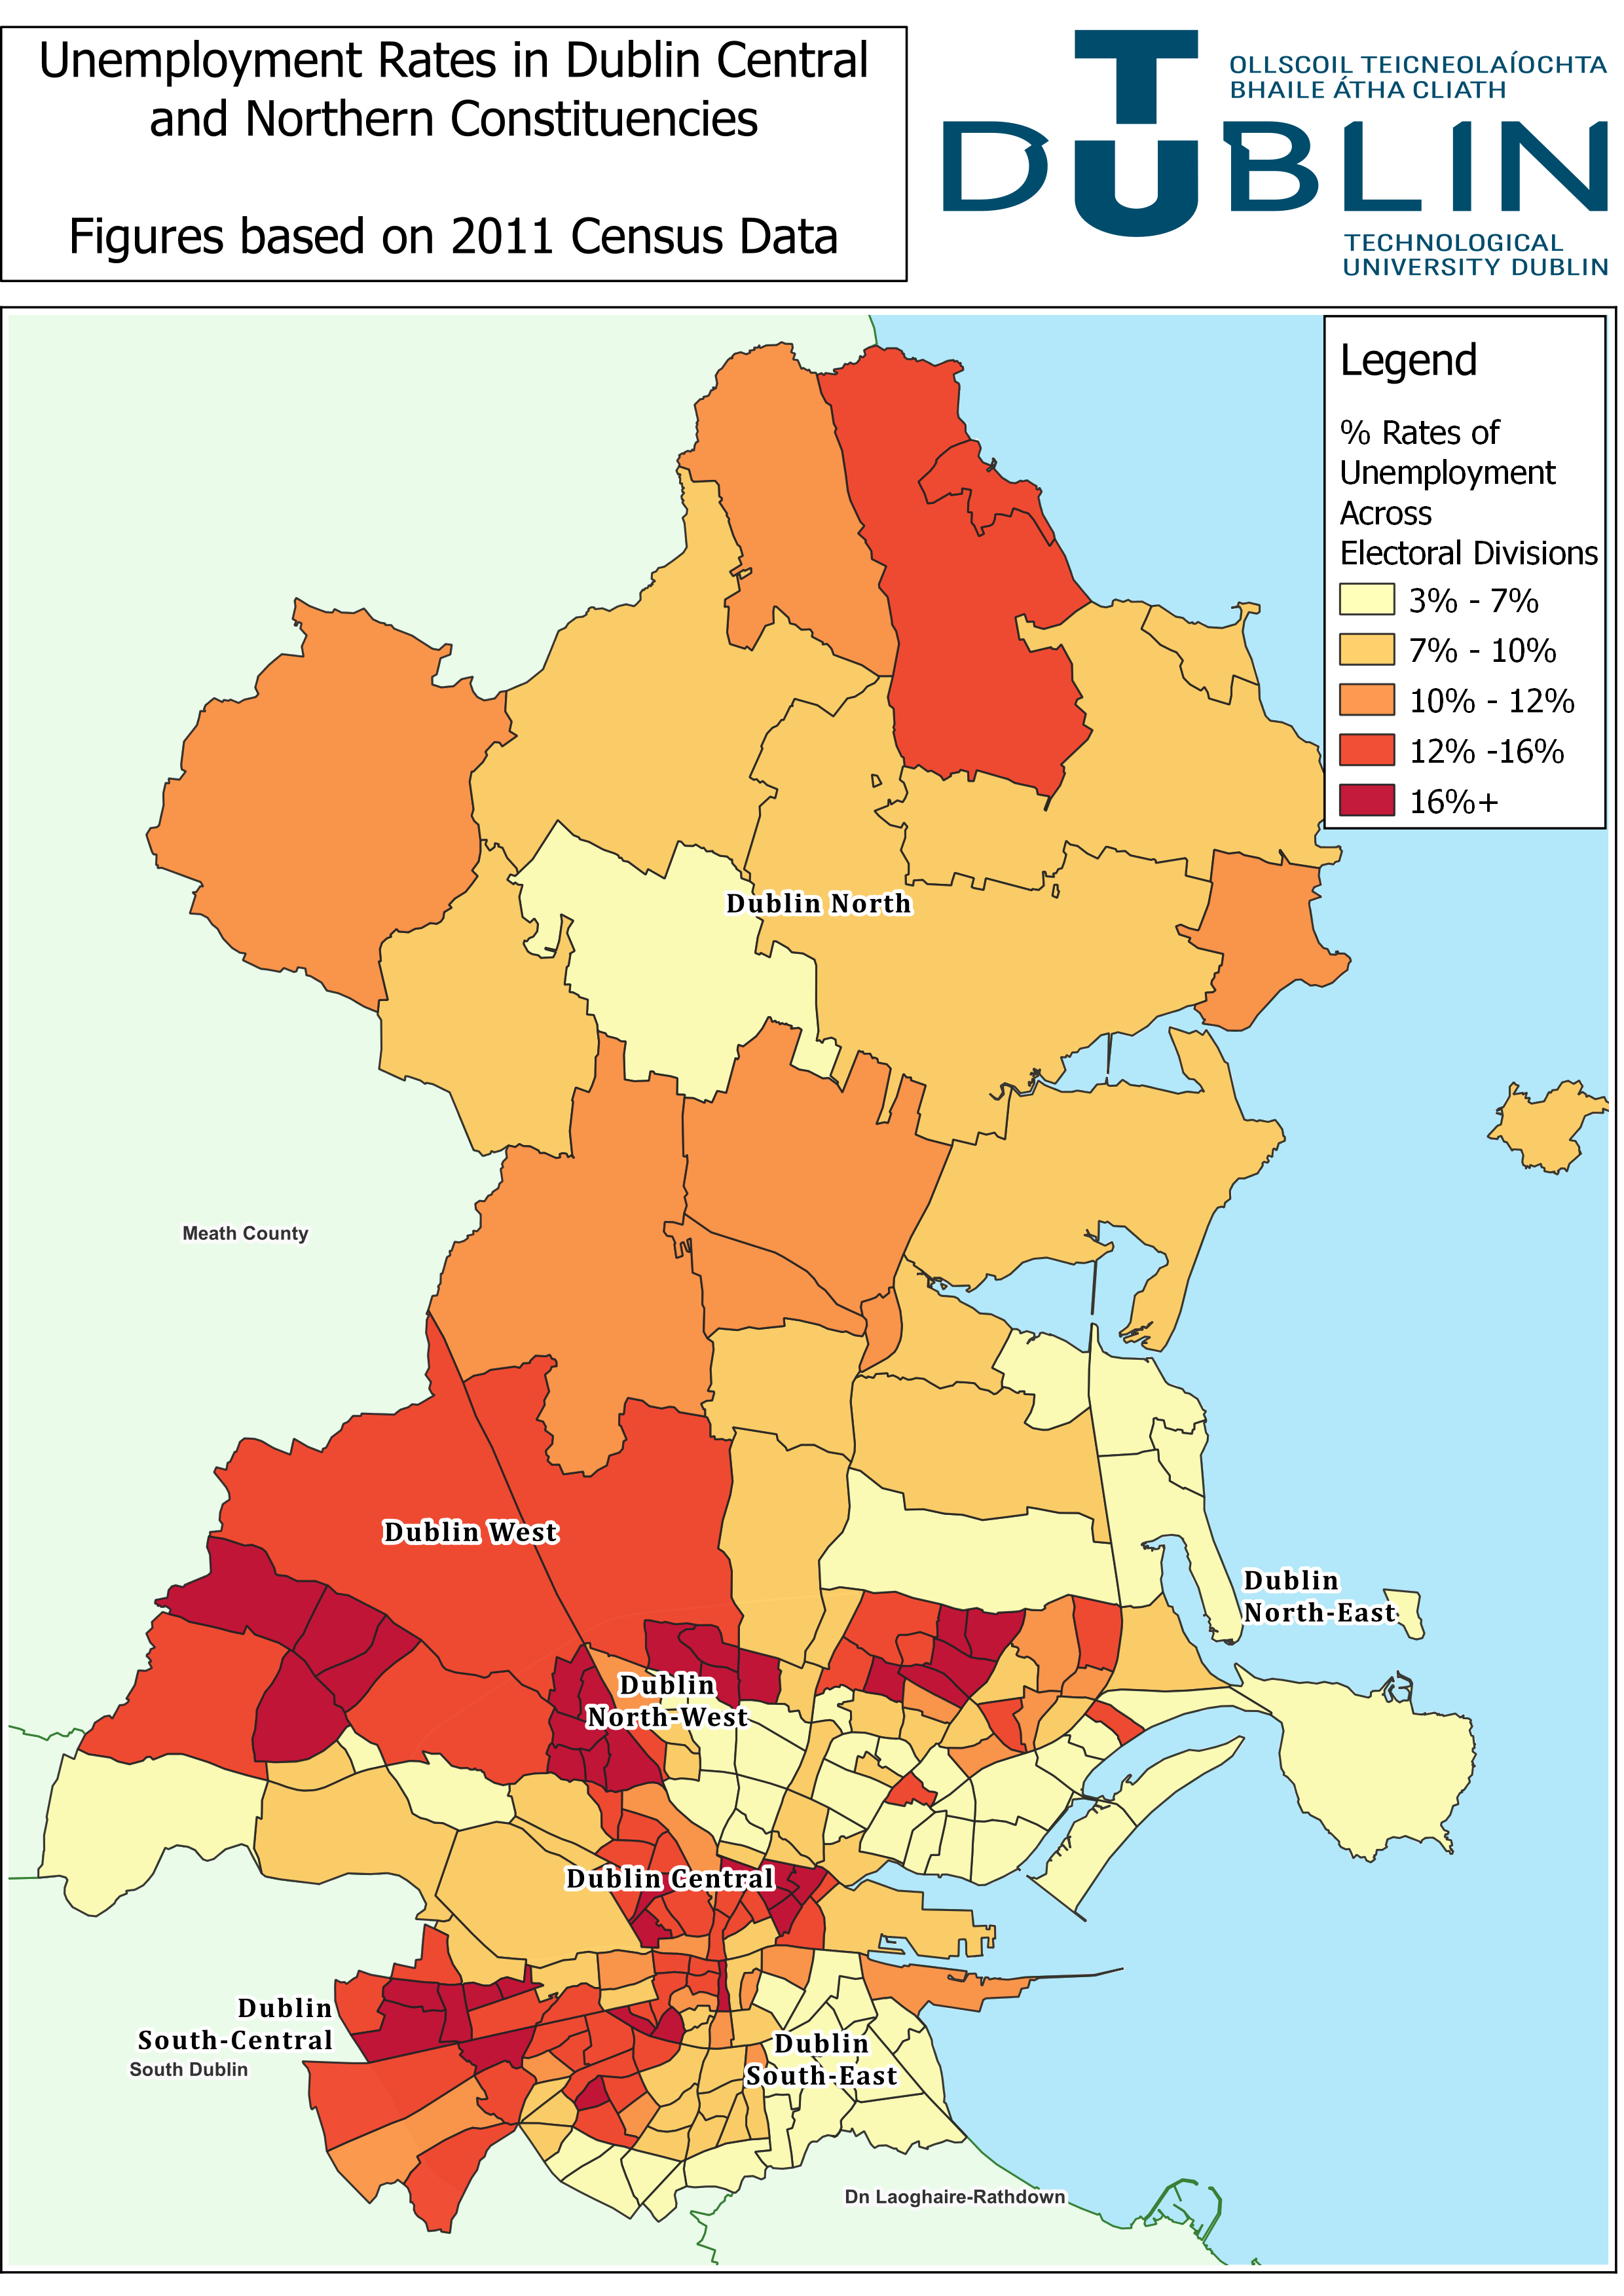 Unemployment Rates in Dublin Central
and Northern Constituencies
Figures based on 2011 Census Data
OLLSCOIL TEICNEOLAÍOCHTA
BHAILE ÁTHA CLIATH
T
DUBLIN
TECHNOLOGICAL
UNIVERSITY DUBLIN
Legend
% Rates of
Unemployment
Across
Electoral Divisions
3% - 7%
7% - 10%
10% - 12%
12% -16%
16%+
Dublin North
Meath County
Dublin West
Dublin
North-East
Dublin
North-West
Dublin Central
Dublin
South-Central
South Dublin
Dublin
South-East
Dn Laoghaire-Rathdown